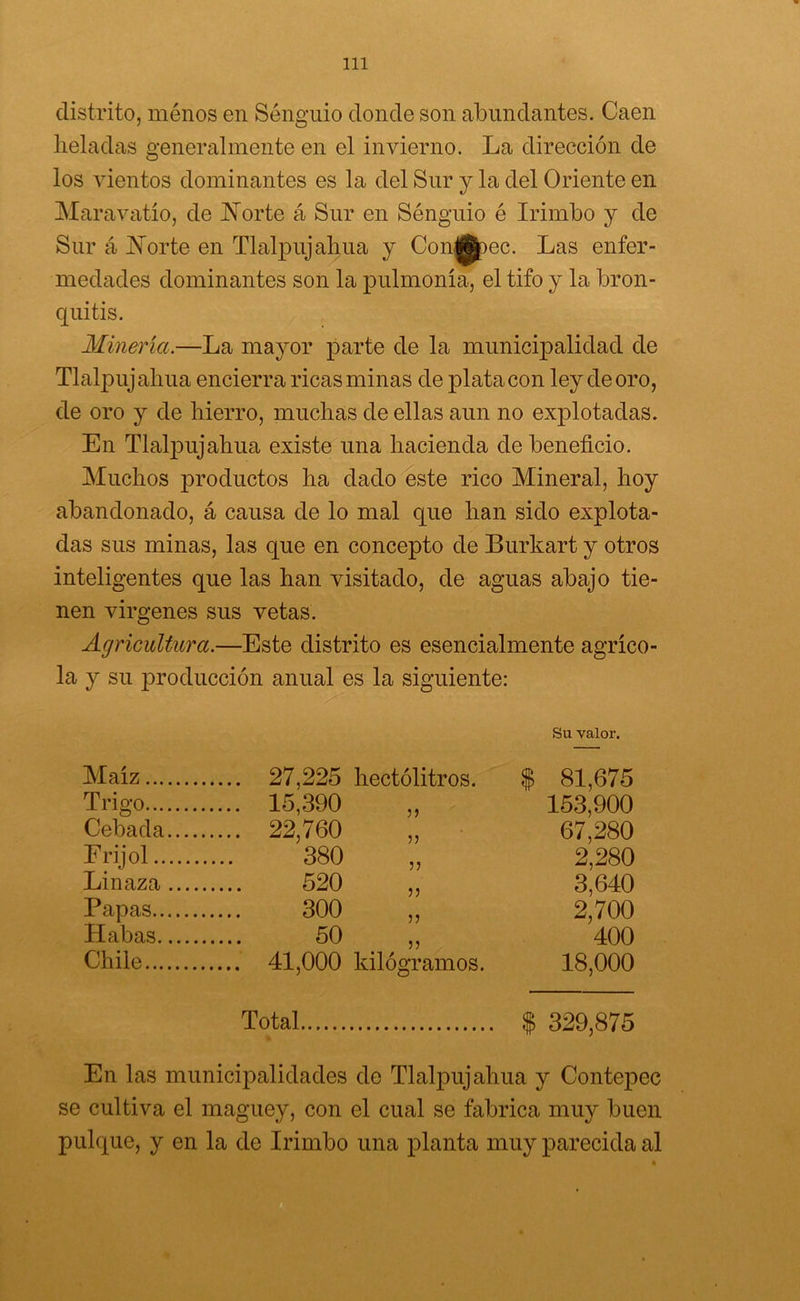 111
distrito, ménos en Sénguio donde son abundantes. Caen
heladas generalmente en el invierno. La dirección de
los vientos dominantes es la del Sur y la del Oriente en
Maravatío, de Norte á Sur en Sénguio é Irimbo y de
Sur á Norte en Tlalpujahua y Con pec. Las enfer-
medades dominantes son la pulmonía, el tifo y la bron-
quitis.
Minería.—La mayor parte de la municipalidad de
Tlalpujahua encierra ricas minas de plata con ley de oro,
de oro y de hierro, muchas de ellas aun no explotadas.
En Tlalpujahua existe una hacienda de beneficio.
Muchos productos ha dado este rico Mineral, hoy
abandonado, á causa de lo mal que han sido explota-
das sus minas, las que en concepto de Burkart y otros
inteligentes que las han visitado, de aguas abajo tie-
nen virgenes sus vetas.
Agricultura.—Este distrito es esencialmente agríco-
la y su producción anual es la siguiente:
Su valor.
Maíz............ 27,225 hectólitros. $ 81,675
Trigo............ 15,390 „ 153,900
Cebada......... 22,760 „ 67,280
Frijol.......... 380 „ 2,280
Linaza......... 520 „ 3,640
Papas............ 300 „ 2,700
Habas.......... 50 „ 400
Chile............. 41,000 kilógramos. 18,000
Total........................ $ 329,875
En las municipalidades de Tlalpujahua y Contepec
se cultiva el maguey, con el cual se fabrica muy buen
pulque, y en la de Irimbo una planta muy parecida al